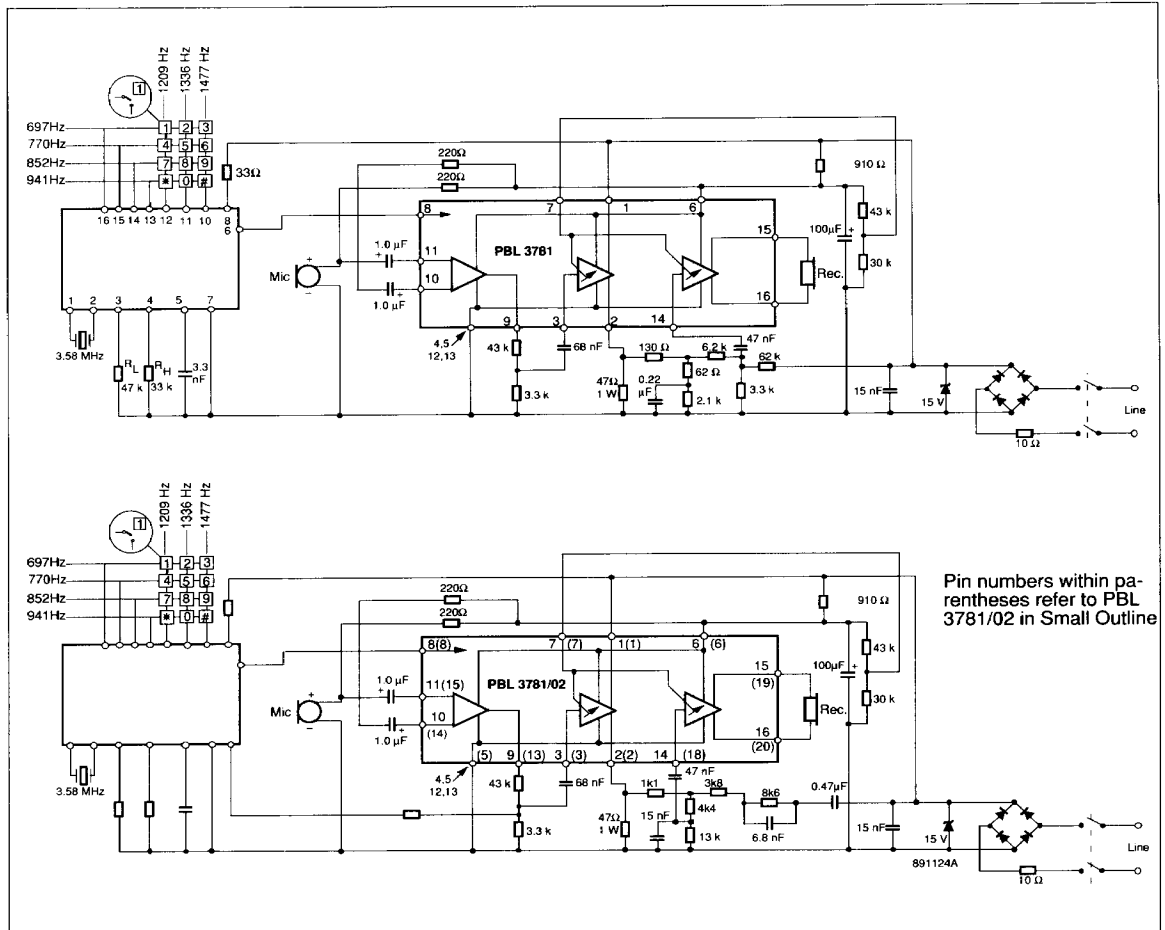 1209 Hz
1336 Hz
1477 Hz
1
697Hz
1 2 3
770Hz
4 5 6
852Hz
7 8 9
941Hz
* 0 #
33Ω
16 15 14 13 12 11 10 8
6
1 2 3 4 5 7
3.58 MHz
RL
47 k
RH
33 k
3.3
nF
Mic
+
–
220Ω
220Ω
1.0 µF
+
1.0 µF
+
8
11
10
PBL 3781
7 1 6
15
16
4,5
12,13
9 3 2 14
Rec.
910 Ω
100µF
+
43 k
30 k
43 k
3.3 k
68 nF
47Ω
1 W
130 Ω
0.22
µF
62 Ω
2.1 k
6.2 k
47 nF
3.3 k
62 k
15 nF
15 V
10 Ω
Line
1209 Hz
1336 Hz
1477 Hz
1
697Hz
1 2 3
770Hz
4 5 6
852Hz
7 8 9
941Hz
* 0 #
3.58 MHz
Mic
+
–
220Ω
220Ω
1.0 µF
+
1.0 µF
+
8(8)
11(15)
10
(14)
PBL 3781/02
7 (7) 1(1) 6 (6)
15
(19)
16
(20)
4,5 (5)
12,13
9 (13) 3 (3) 2(2) 14 (18)
Rec.
910 Ω
100µF
+
43 k
30 k
Pin numbers within pa-
rentheses refer to PBL
3781/02 in Small Outline
43 k
3.3 k
68 nF
47Ω
1 W
1k1
15 nF
47 nF
4k4
13 k
3k8
8k6
6.8 nF
0.47µF
15 nF
15 V
891124A
10 Ω
Line